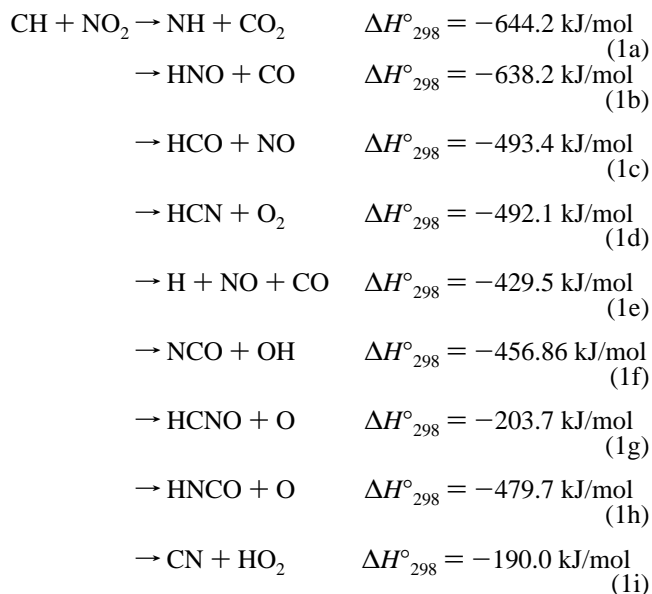 CH + NO₂ → NH + CO₂ ΔH°₂₉₈ = −644.2 kJ/mol
(1a)
→ HNO + CO ΔH°₂₉₈ = −638.2 kJ/mol
(1b)
→ HCO + NO ΔH°₂₉₈ = −493.4 kJ/mol
(1c)
→ HCN + O₂ ΔH°₂₉₈ = −492.1 kJ/mol
(1d)
→ H + NO + CO ΔH°₂₉₈ = −429.5 kJ/mol
(1e)
→ NCO + OH ΔH°₂₉₈ = −456.86 kJ/mol
(1f)
→ HCNO + O ΔH°₂₉₈ = −203.7 kJ/mol
(1g)
→ HNCO + O ΔH°₂₉₈ = −479.7 kJ/mol
(1h)
→ CN + HO₂ ΔH°₂₉₈ = −190.0 kJ/mol
(1i)